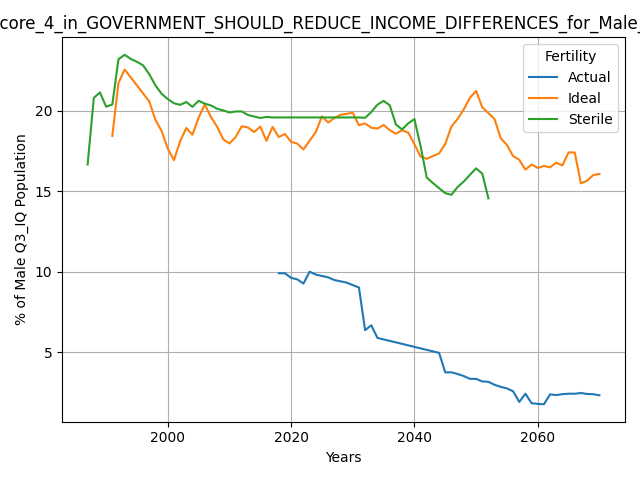 core_4_in_GOVERNMENT_SHOULD_REDUCE_INCOME_DIFFERENCES_for_Male_
Fertility
Actual
Ideal
Sterile
% of Male Q3_IQ Population
20
15
10
5
2000 2020 2040 2060
Years